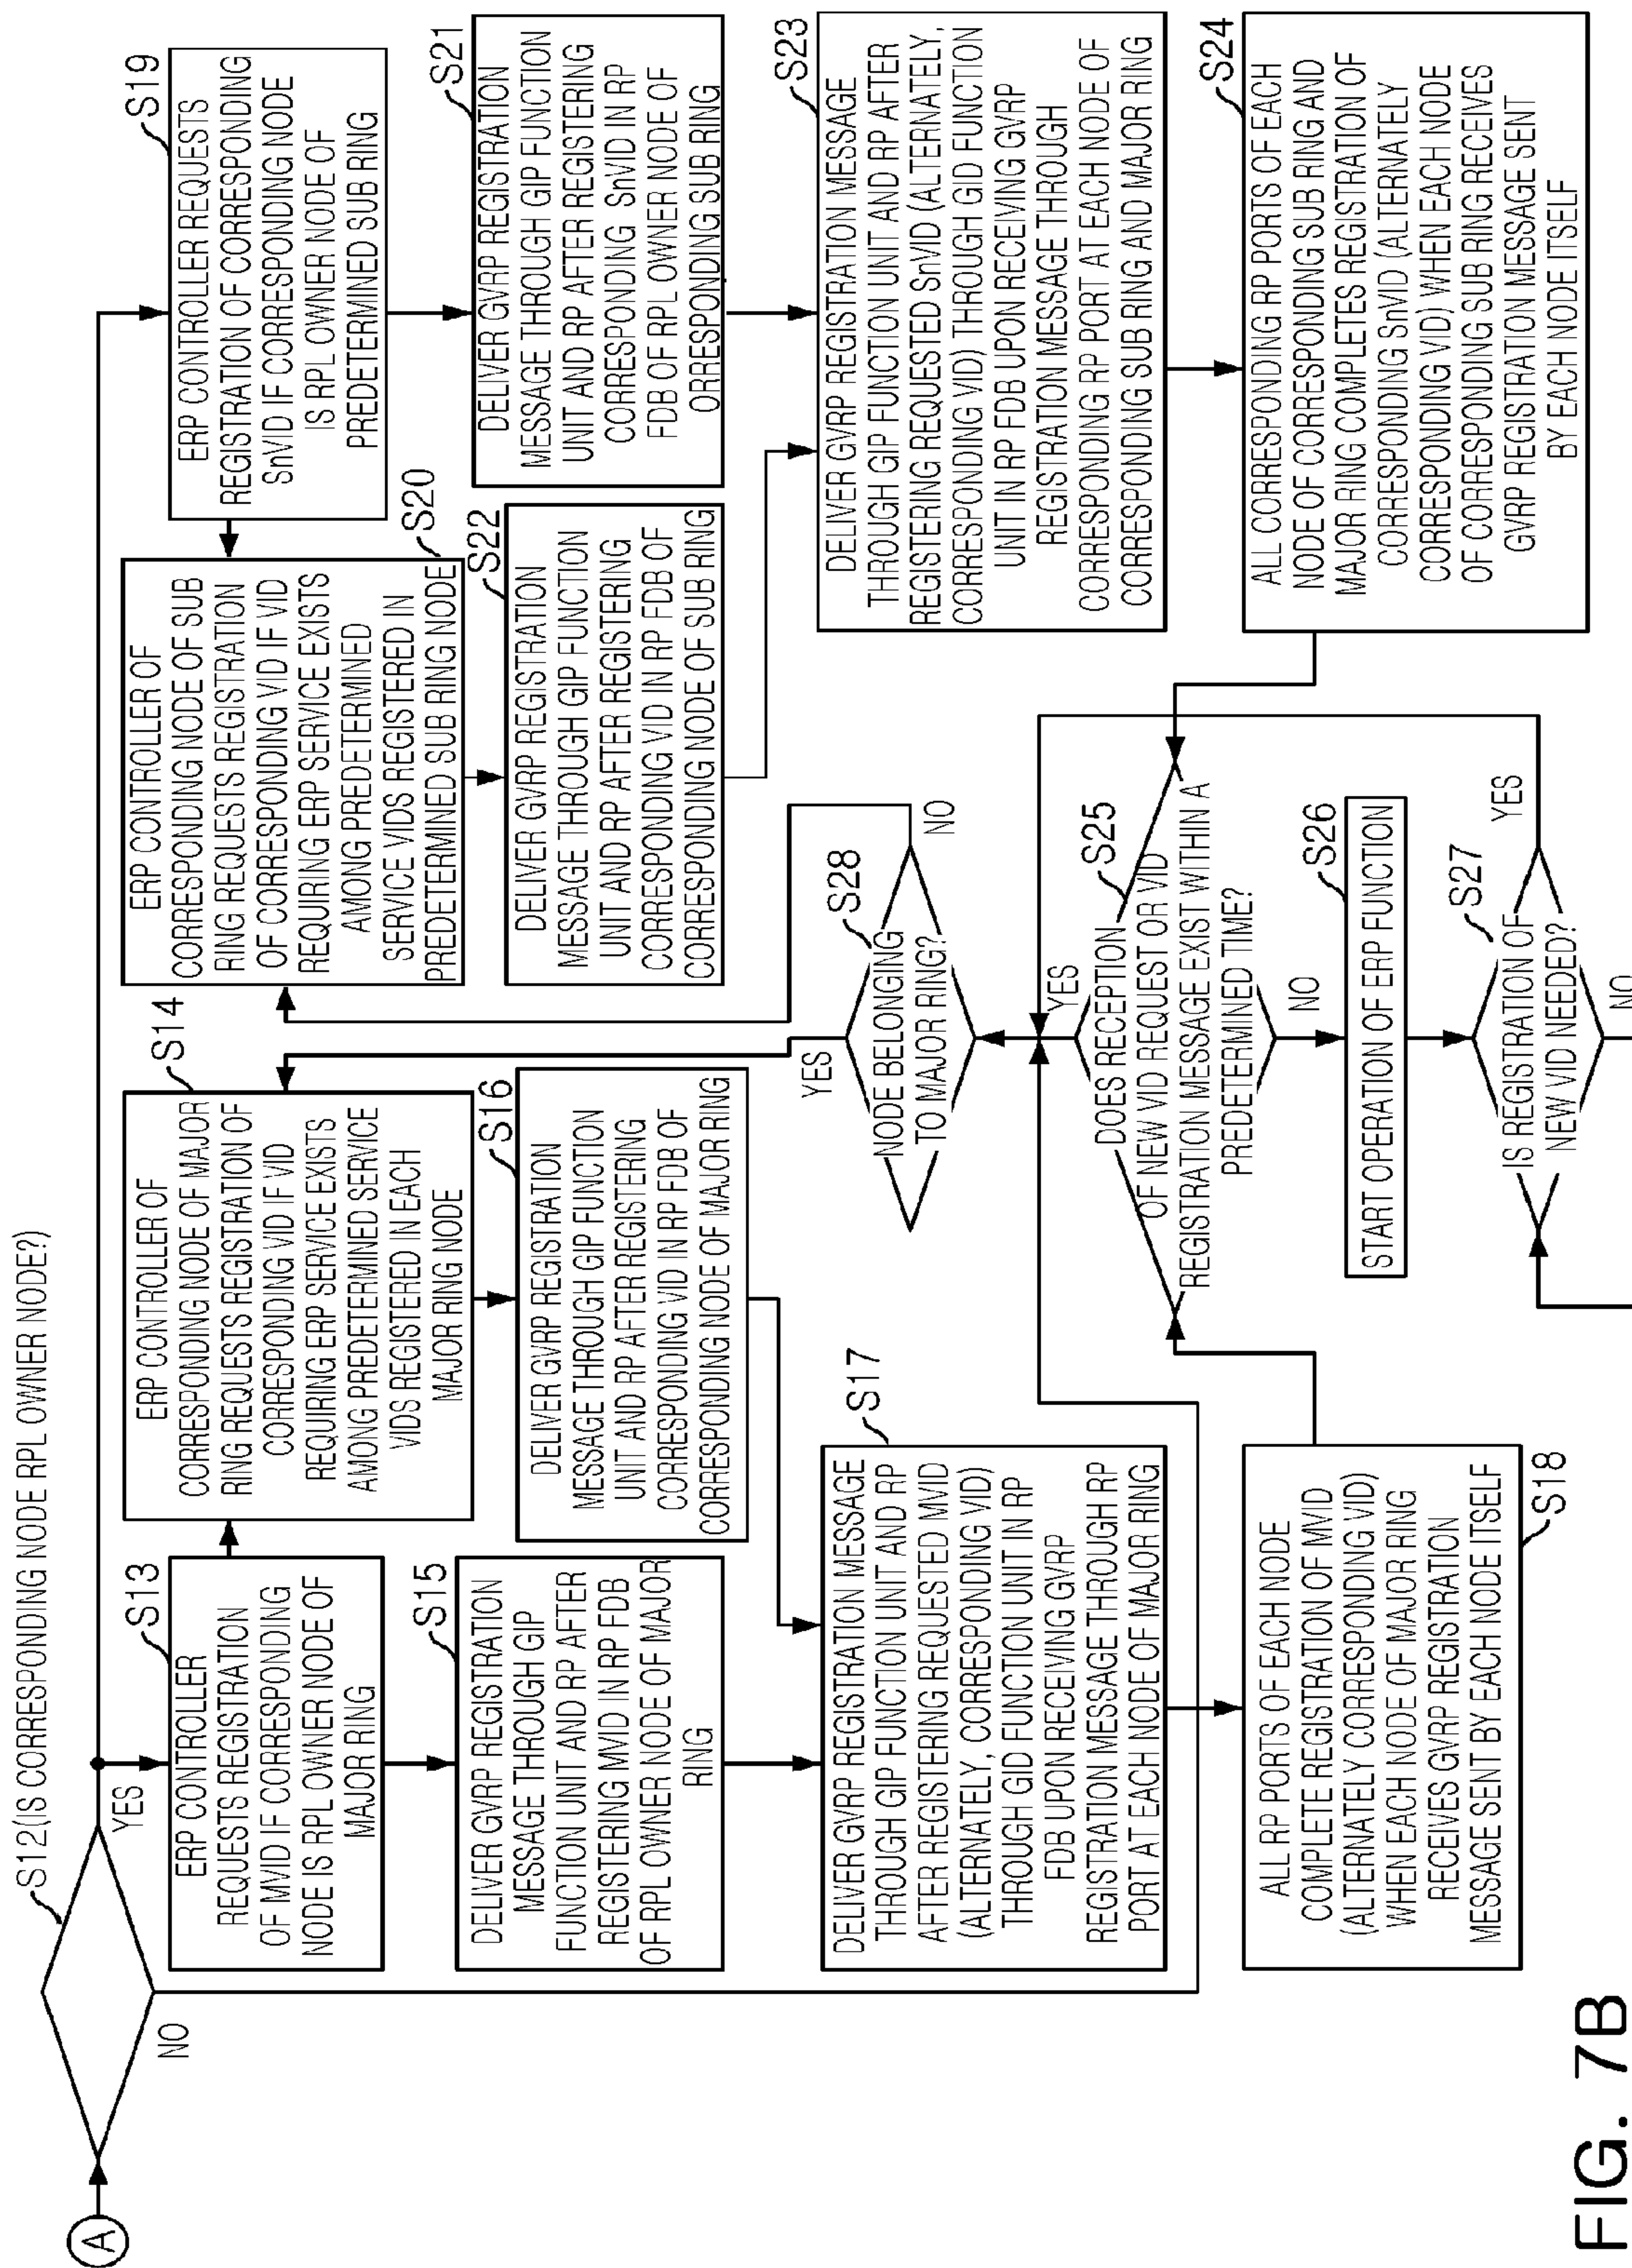 A
S12(IS CORRESPONDING NODE RPL OWNER NODE?)
YES
NO
S13
ERP CONTROLLER
REQUESTS REGISTRATION
OF MVID IF CORRESPONDING
NODE IS RPL OWNER NODE OF
MAJOR RING
S14
ERP CONTROLLER OF
CORRESPONDING NODE OF MAJOR
RING REQUESTS REGISTRATION OF
CORRESPONDING VID IF VID
REQUIRING ERP SERVICE EXISTS
AMONG PREDETERMINED SERVICE
VIDS REGISTERED IN EACH
MAJOR RING NODE
S15
DELIVER GVRP REGISTRATION
MESSAGE THROUGH GIP
FUNCTION UNIT AND RP AFTER
REGISTERING MVID IN RP FDB
OF RPL OWNER NODE OF MAJOR
RING
S16
DELIVER GVRP REGISTRATION
MESSAGE THROUGH GIP FUNCTION
UNIT AND RP AFTER REGISTERING
CORRESPONDING VID IN RP FDB OF
CORRESPONDING NODE OF MAJOR RING
S17
DELIVER GVRP REGISTRATION MESSAGE
THROUGH GIP FUNCTION UNIT AND RP
AFTER REGISTERING REQUESTED MVID
(ALTERNATELY, CORRESPONDING VID)
THROUGH GID FUNCTION UNIT IN RP
FDB UPON RECEIVING GVRP
REGISTRATION MESSAGE THROUGH RP
PORT AT EACH NODE OF MAJOR RING
S18
ALL RP PORTS OF EACH NODE
COMPLETE REGISTRATION OF MVID
(ALTERNATELY CORRESPONDING VID)
WHEN EACH NODE OF MAJOR RING
RECEIVES GVRP REGISTRATION
MESSAGE SENT BY EACH NODE ITSELF
S19
ERP CONTROLLER REQUESTS
REGISTRATION OF CORRESPONDING
SnVID IF CORRESPONDING NODE
IS RPL OWNER NODE OF
PREDETERMINED SUB RING
S20
ERP CONTROLLER OF
CORRESPONDING NODE OF SUB
RING REQUESTS REGISTRATION
OF CORRESPONDING VID IF VID
REQUIRING ERP SERVICE EXISTS
AMONG PREDETERMINED
SERVICE VIDS REGISTERED IN
PREDETERMINED SUB RING NODE
S21
DELIVER GVRP REGISTRATION
MESSAGE THROUGH GIP FUNCTION
UNIT AND RP AFTER REGISTERING
CORRESPONDING SnVID IN RP
FDB OF RPL OWNER NODE OF
ORRESPONDING SUB RING
S22
DELIVER GVRP REGISTRATION
MESSAGE THROUGH GIP FUNCTION
UNIT AND RP AFTER REGISTERING
CORRESPONDING VID IN RP FDB OF
CORRESPONDING NODE OF SUB RING
S23
DELIVER GVRP REGISTRATION MESSAGE
THROUGH GIP FUNCTION UNIT AND RP AFTER
REGISTERING REQUESTED SnVID (ALTERNATELY,
CORRESPONDING VID) THROUGH GID FUNCTION
UNIT IN RP FDB UPON RECEIVING GVRP
REGISTRATION MESSAGE THROUGH
CORRESPONDING RP PORT AT EACH NODE OF
CORRESPONDING SUB RING AND MAJOR RING
S24
ALL CORRESPONDING RP PORTS OF EACH
NODE OF CORRESPONDING SUB RING AND
MAJOR RING COMPLETES REGISTRATION OF
CORRESPONDING SnVID (ALTERNATELY
CORRESPONDING VID) WHEN EACH NODE
OF CORRESPONDING SUB RING RECEIVES
GVRP REGISTRATION MESSAGE SENT
BY EACH NODE ITSELF
S28
NODE BELONGING
TO MAJOR RING?
YES
NO
S25
DOES RECEPTION
OF NEW VID REQUEST OR VID
REGISTRATION MESSAGE EXIST WITHIN A
PREDETERMINED TIME?
YES
NO
S26
START OPERATION OF ERP FUNCTION
S27
IS REGISTRATION OF
NEW VID NEEDED?
YES
NO
FIG. 7B